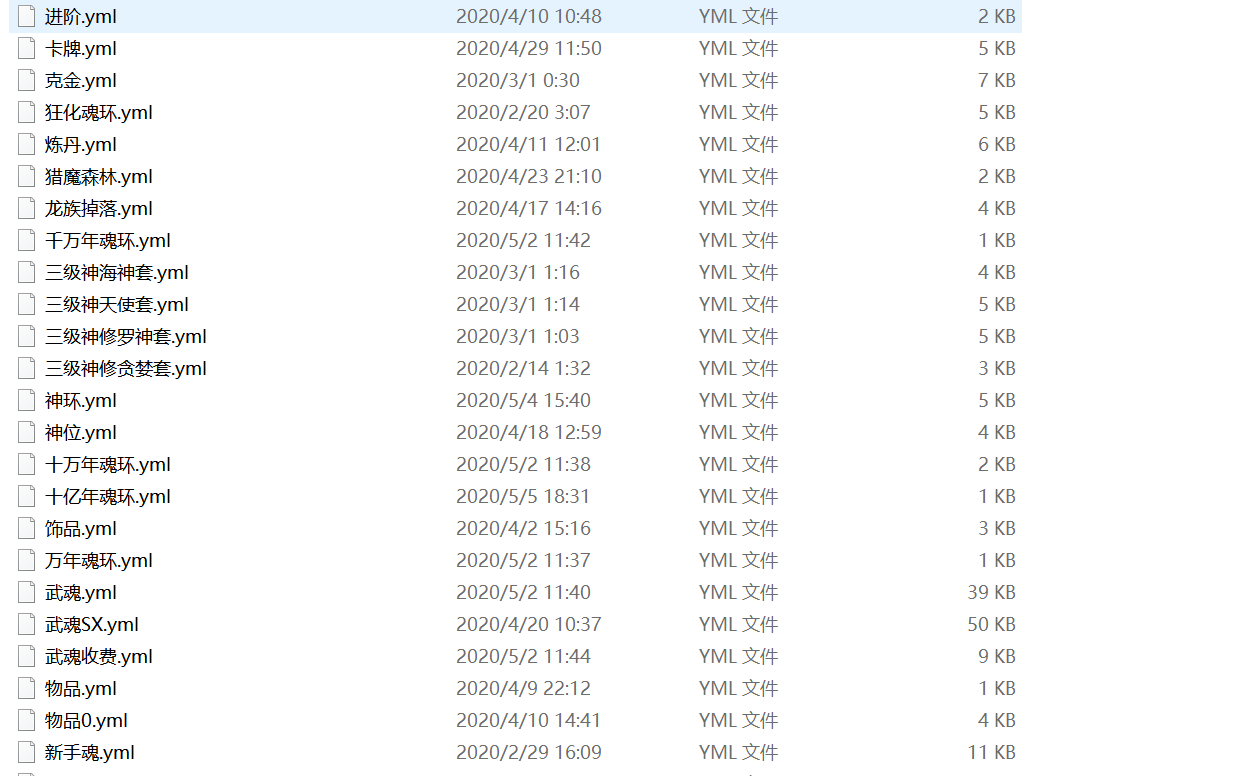 进阶.yml 2020/4/10 10:48 YML 文件 2 KB
卡牌.yml 2020/4/29 11:50 YML 文件 5 KB
克金.yml 2020/3/1 0:30 YML 文件 7 KB
狂化魂环.yml 2020/2/20 3:07 YML 文件 5 KB
炼丹.yml 2020/4/11 12:01 YML 文件 6 KB
猎魔森林.yml 2020/4/23 21:10 YML 文件 2 KB
龙族掉落.yml 2020/4/17 14:16 YML 文件 4 KB
千万年魂环.yml 2020/5/2 11:42 YML 文件 1 KB
三级神海神套.yml 2020/3/1 1:16 YML 文件 4 KB
三级神天使套.yml 2020/3/1 1:14 YML 文件 5 KB
三级神修罗神套.yml 2020/3/1 1:03 YML 文件 5 KB
三级神修贪婪套.yml 2020/2/14 1:32 YML 文件 3 KB
神环.yml 2020/5/4 15:40 YML 文件 5 KB
神位.yml 2020/4/18 12:59 YML 文件 4 KB
十万年魂环.yml 2020/5/2 11:38 YML 文件 2 KB
十亿年魂环.yml 2020/5/5 18:31 YML 文件 1 KB
饰品.yml 2020/4/2 15:16 YML 文件 3 KB
万年魂环.yml 2020/5/2 11:37 YML 文件 1 KB
武魂.yml 2020/5/2 11:40 YML 文件 39 KB
武魂SX.yml 2020/4/20 10:37 YML 文件 50 KB
武魂收费.yml 2020/5/2 11:44 YML 文件 9 KB
物品.yml 2020/4/9 22:12 YML 文件 1 KB
物品0.yml 2020/4/10 14:41 YML 文件 4 KB
新手魂.yml 2020/2/29 16:09 YML 文件 11 KB